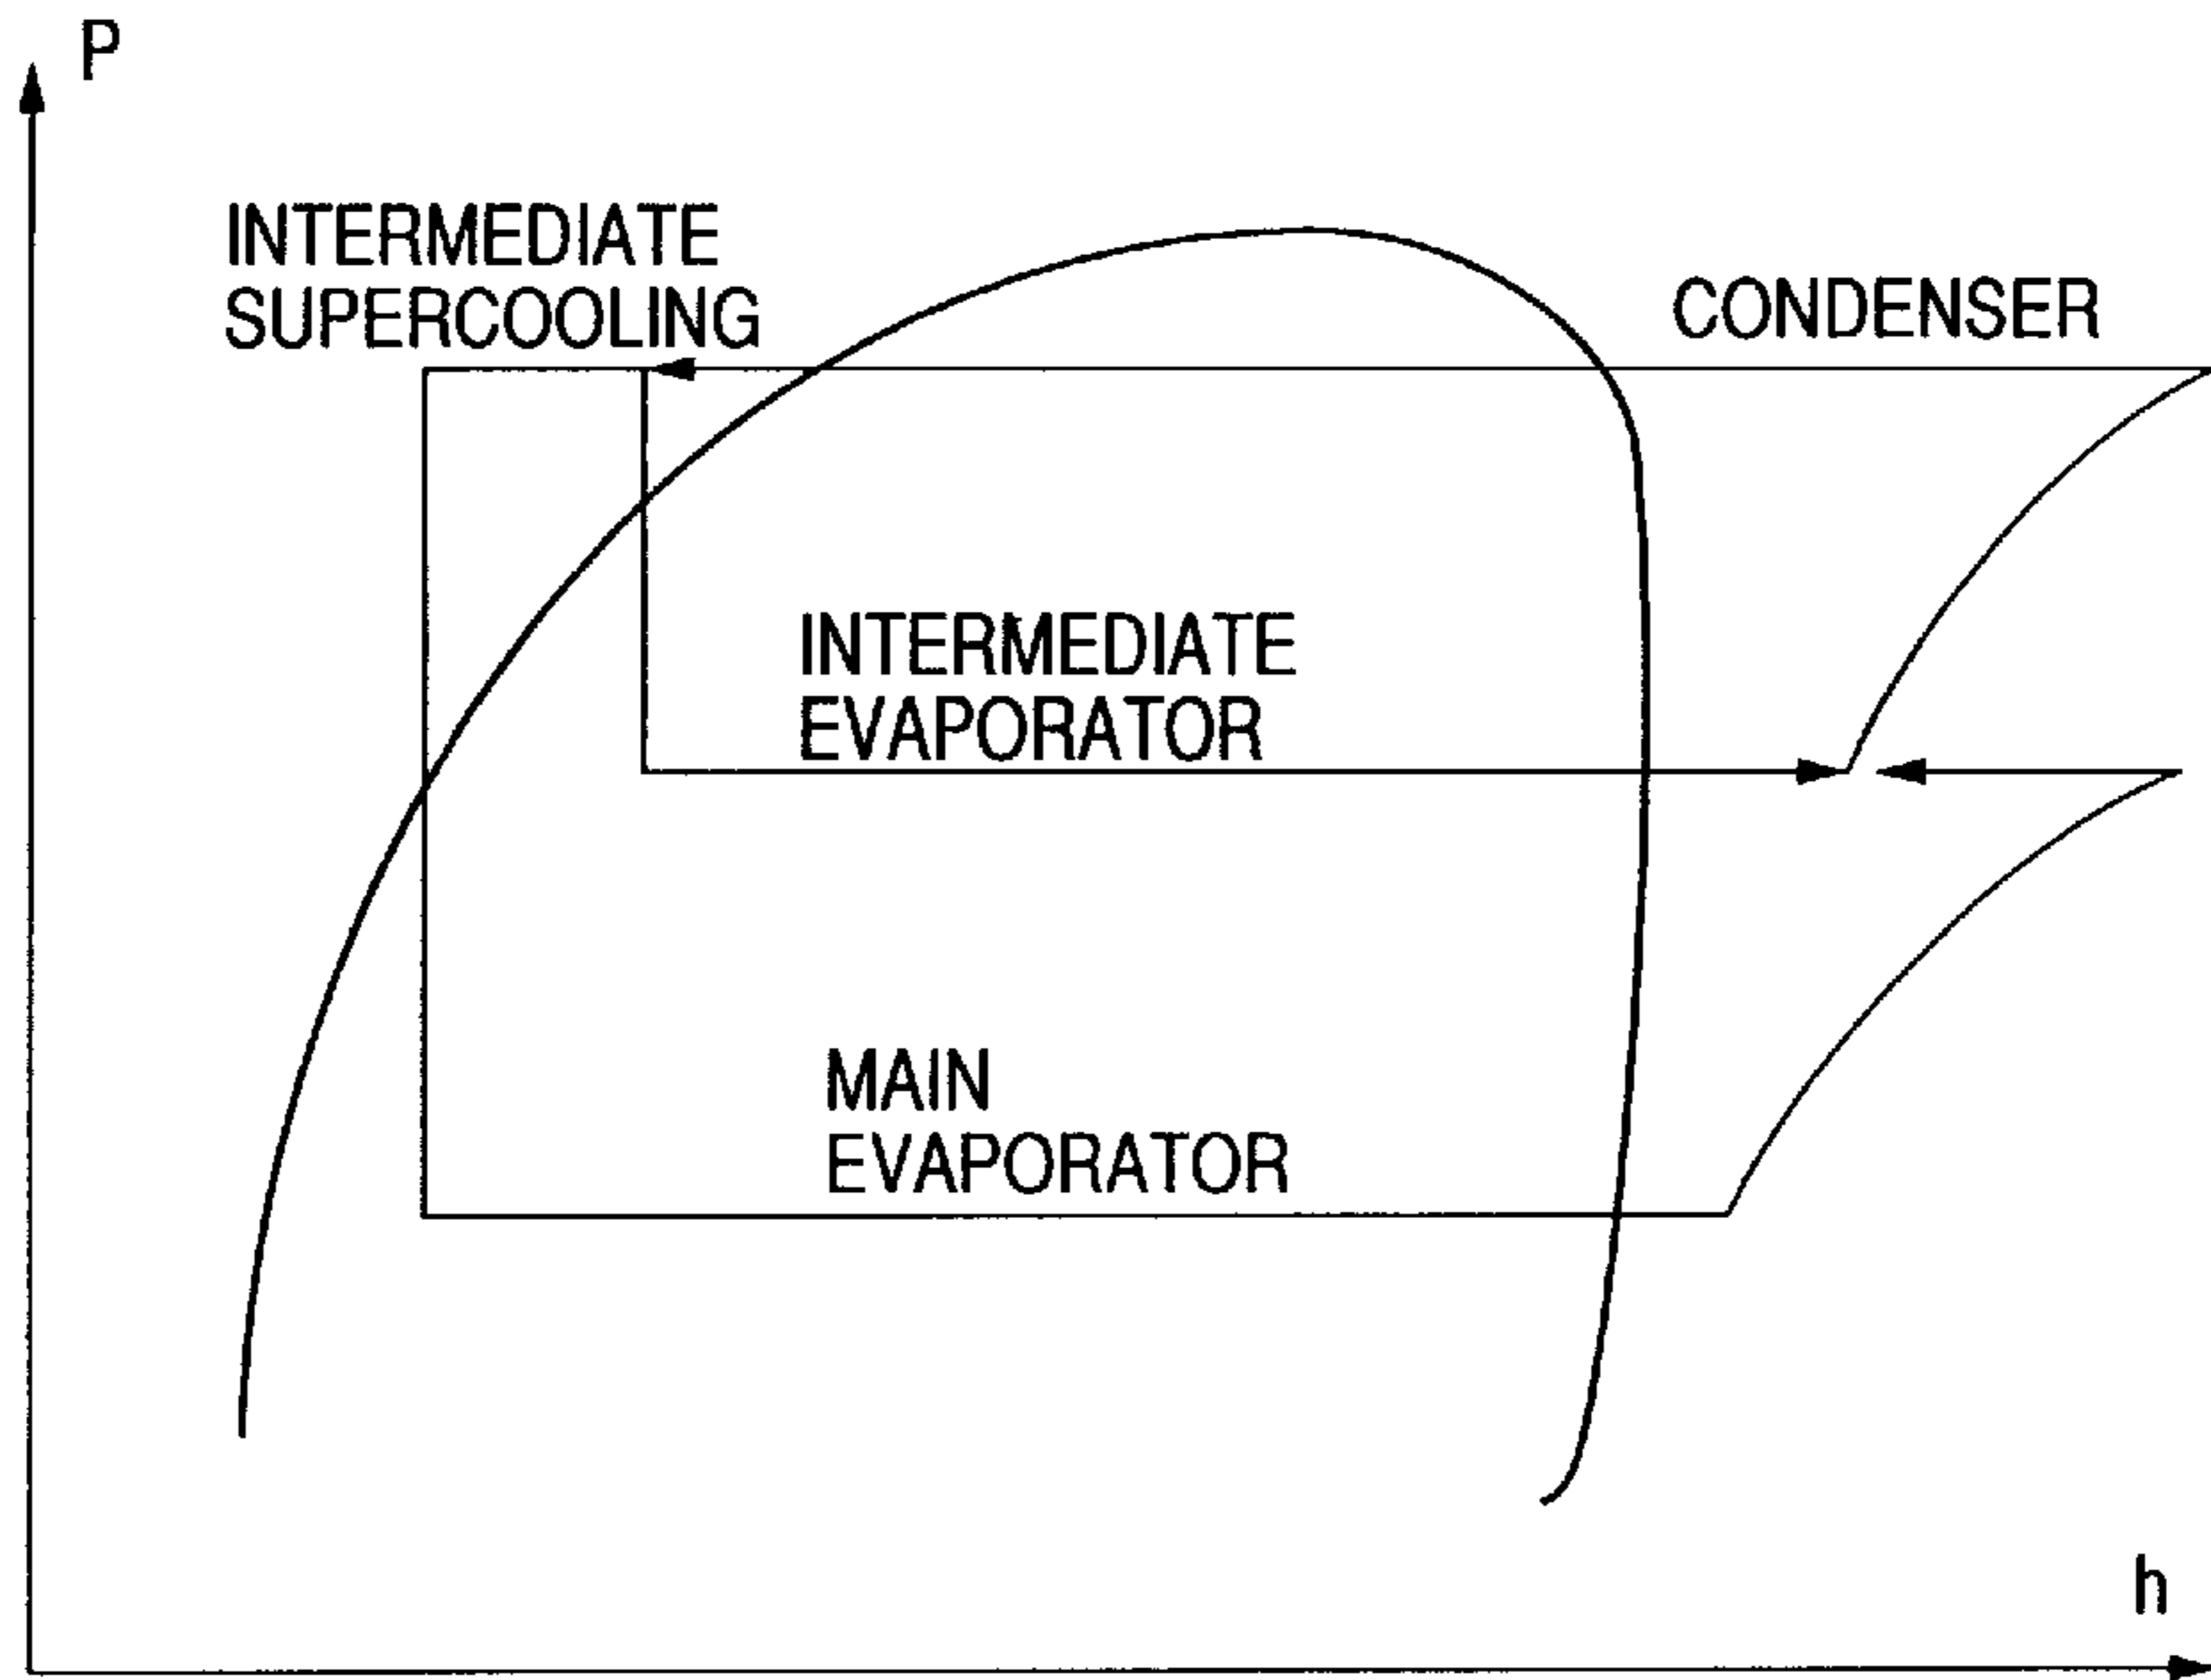 P
INTERMEDIATE
SUPERCOOLING
CONDENSER
INTERMEDIATE
EVAPORATOR
MAIN
EVAPORATOR
h